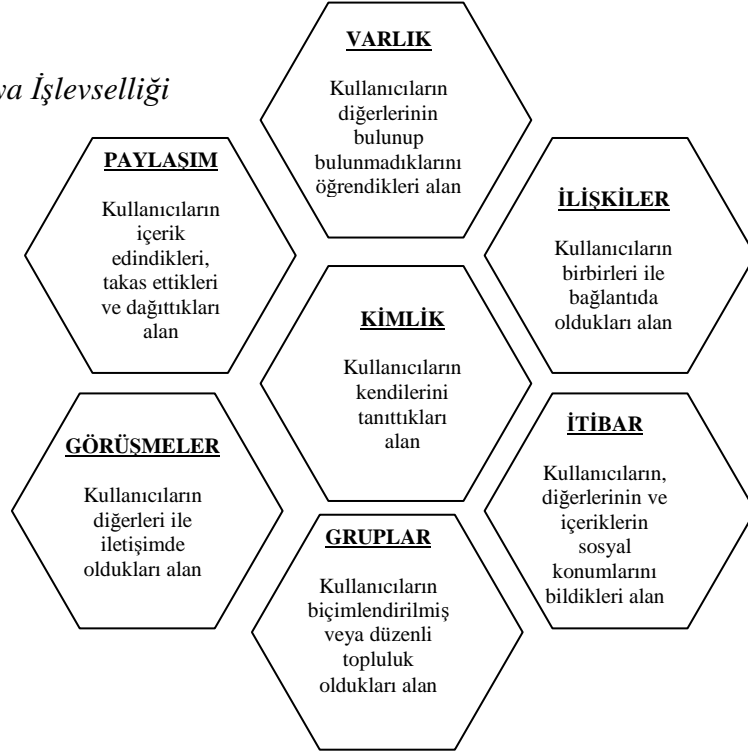 ya İşlevselliği
VARLIK
Kullanıcıların
diğerlerinin
bulunup
bulunmadıklarını
öğrendikleri alan
PAYLAŞIM
Kullanıcıların
içerik
edindikleri,
takas ettikleri
ve dağıttıkları
alan
İLİŞKİLER
Kullanıcıların
birbirleri ile
bağlantıda
oldukları alan
KİMLİK
Kullanıcıların
kendilerini
tanıttıkları
alan
GÖRÜŞMELER
Kullanıcıların
diğerleri ile
iletişimde
oldukları alan
İTİBAR
Kullanıcıların,
diğerlerinin ve
içeriklerin
sosyal
konumlarını
bildikleri alan
GRUPLAR
Kullanıcıların
biçimlendirilmiş
veya düzenli
topluluk
oldukları alan